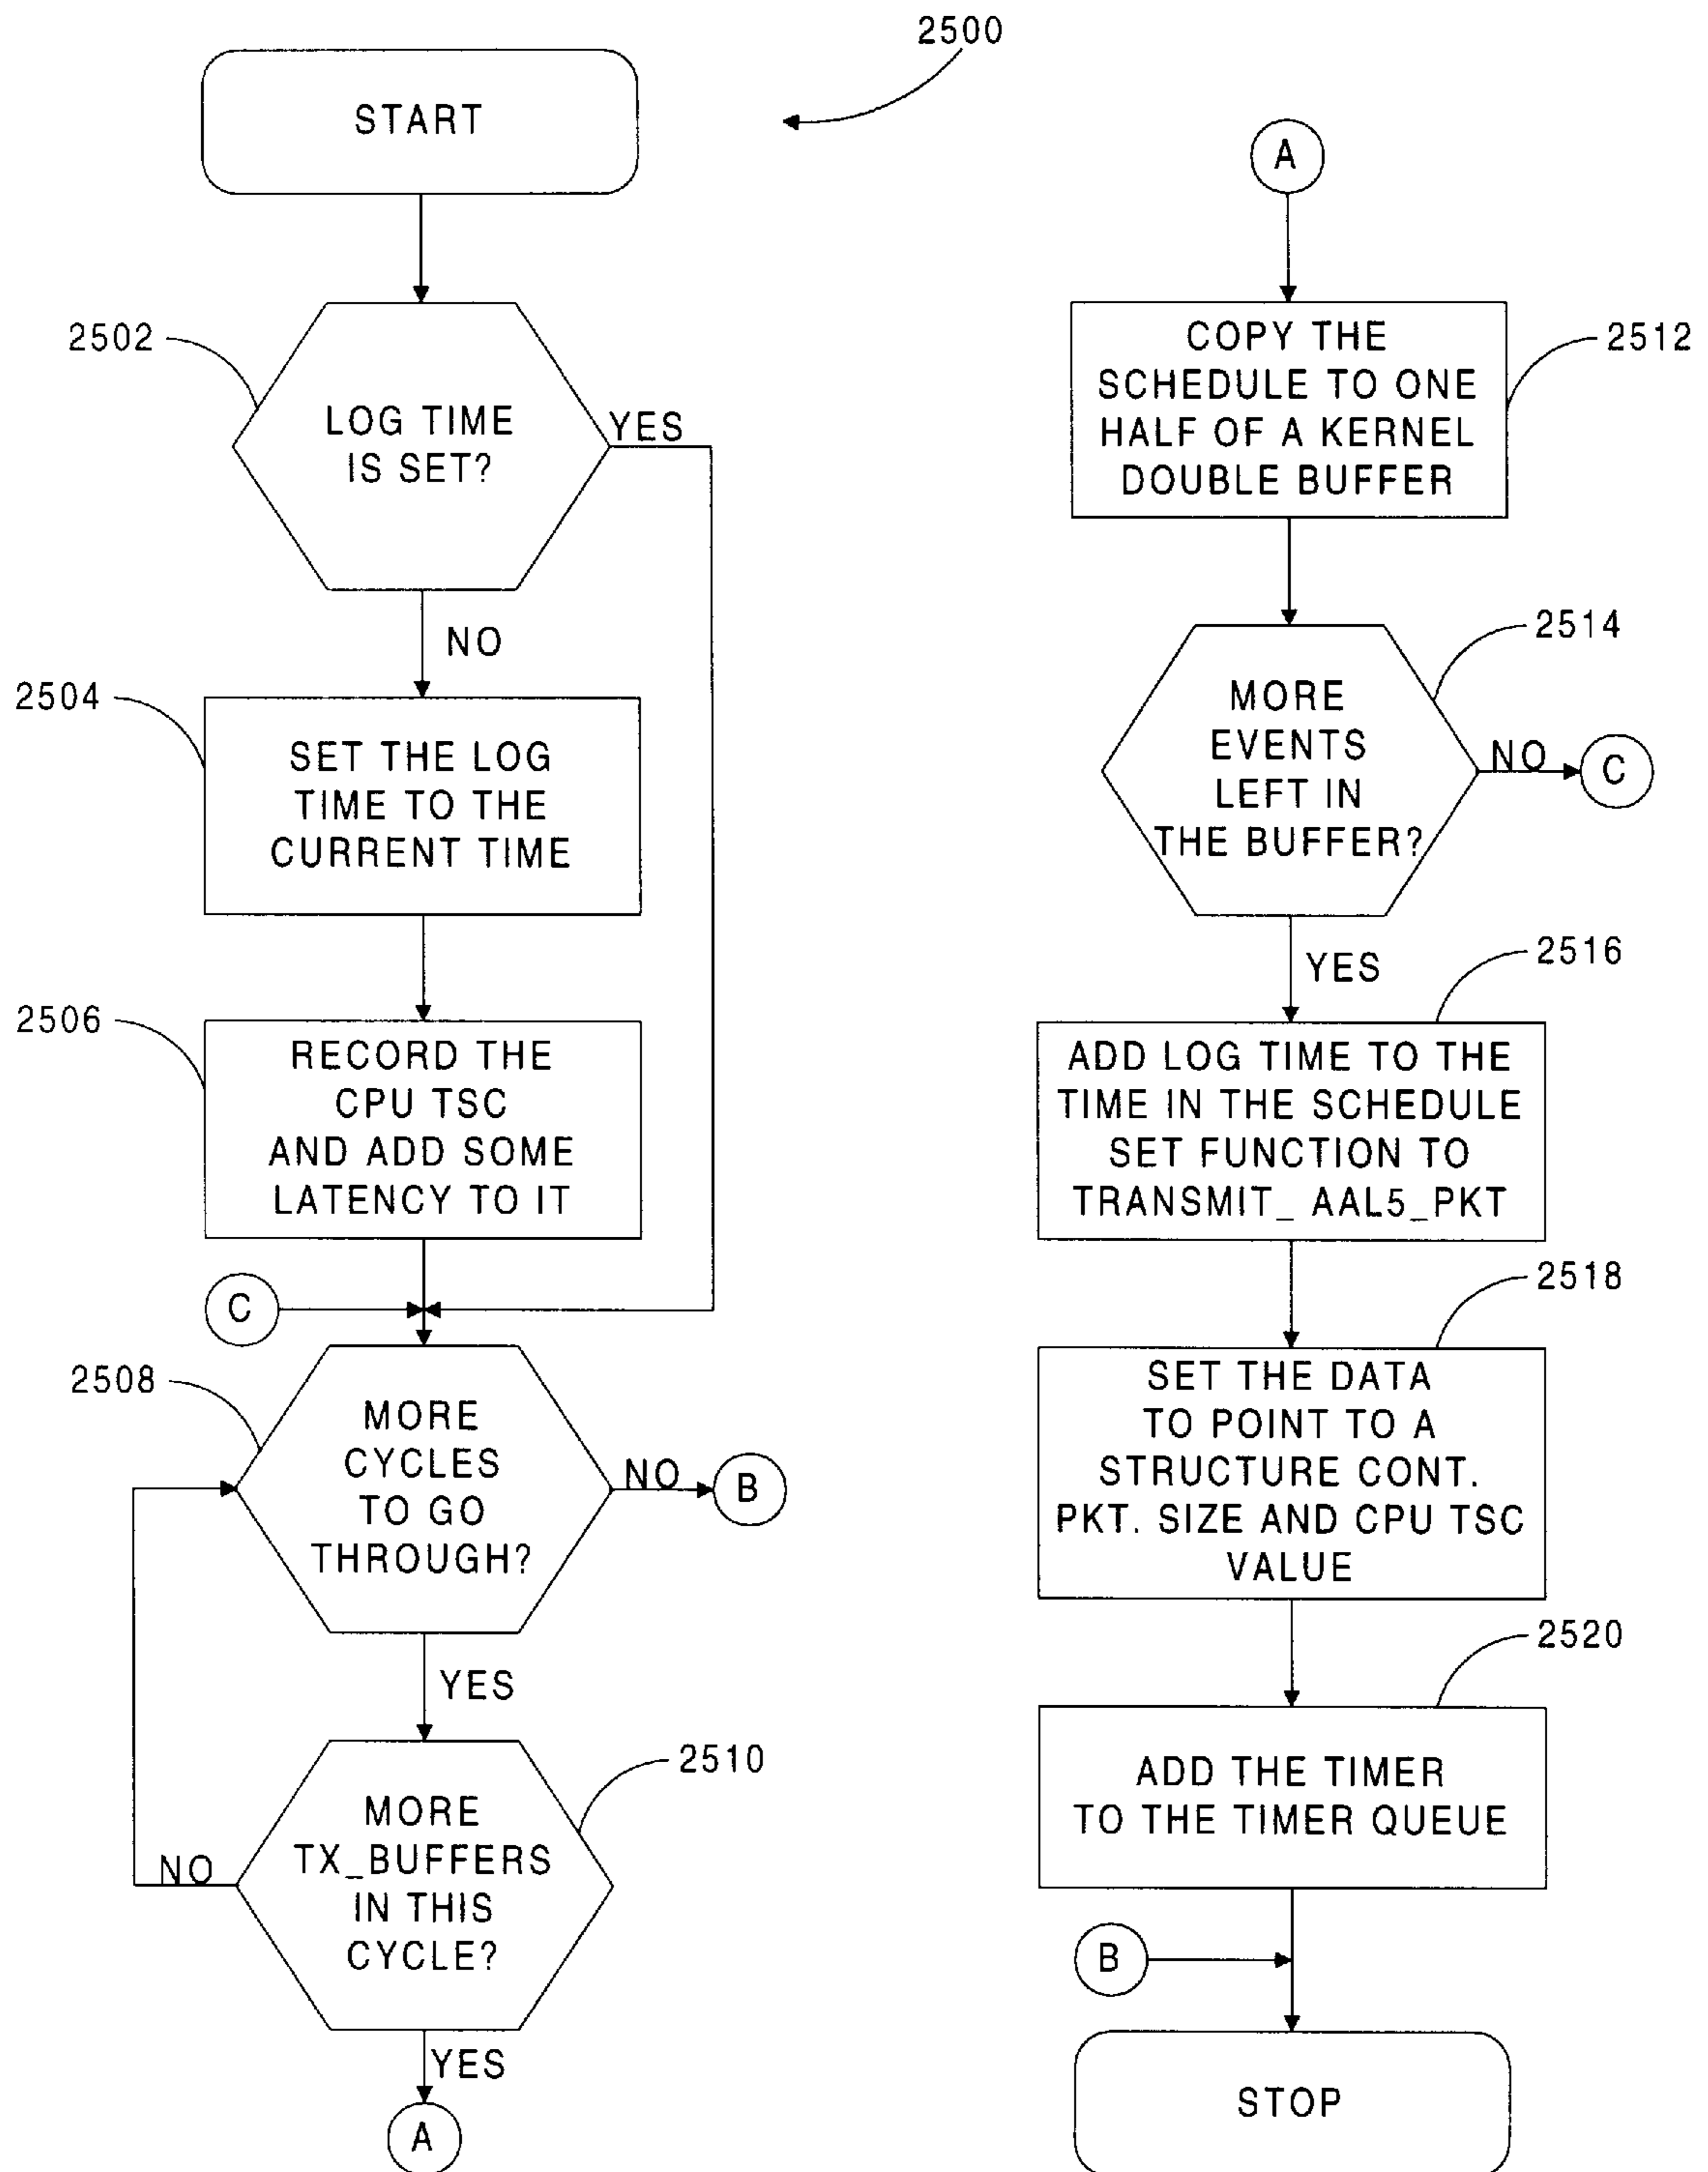 2500
START
2502
LOG TIME
IS SET?
YES
NO
2504
SET THE LOG
TIME TO THE
CURRENT TIME
2506
RECORD THE
CPU TSC
AND ADD SOME
LATENCY TO IT
C
2508
MORE
CYCLES
TO GO
THROUGH?
NO
B
YES
2510
MORE
TX_BUFFERS
IN THIS
CYCLE?
NO
YES
A
A
COPY THE
SCHEDULE TO ONE
HALF OF A KERNEL
DOUBLE BUFFER
2512
2514
MORE
EVENTS
LEFT IN
THE BUFFER?
NO
C
YES
2516
ADD LOG TIME TO THE
TIME IN THE SCHEDULE
SET FUNCTION TO
TRANSMIT_ AAL5_PKT
2518
SET THE DATA
TO POINT TO A
STRUCTURE CONT.
PKT. SIZE AND CPU TSC
VALUE
2520
ADD THE TIMER
TO THE TIMER QUEUE
B
STOP